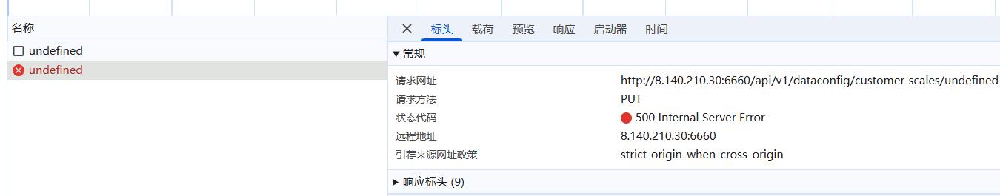 名称
undefined
undefined
标头 载荷 预览 响应 启动器 时间
常规
请求网址 http://8.140.210.30:6660/api/v1/dataconfig/customer-scales/undefined
请求方法 PUT
状态代码 500 Internal Server Error
远程地址 8.140.210.30:6660
引荐来源网址政策 strict-origin-when-cross-origin
响应标头 (9)